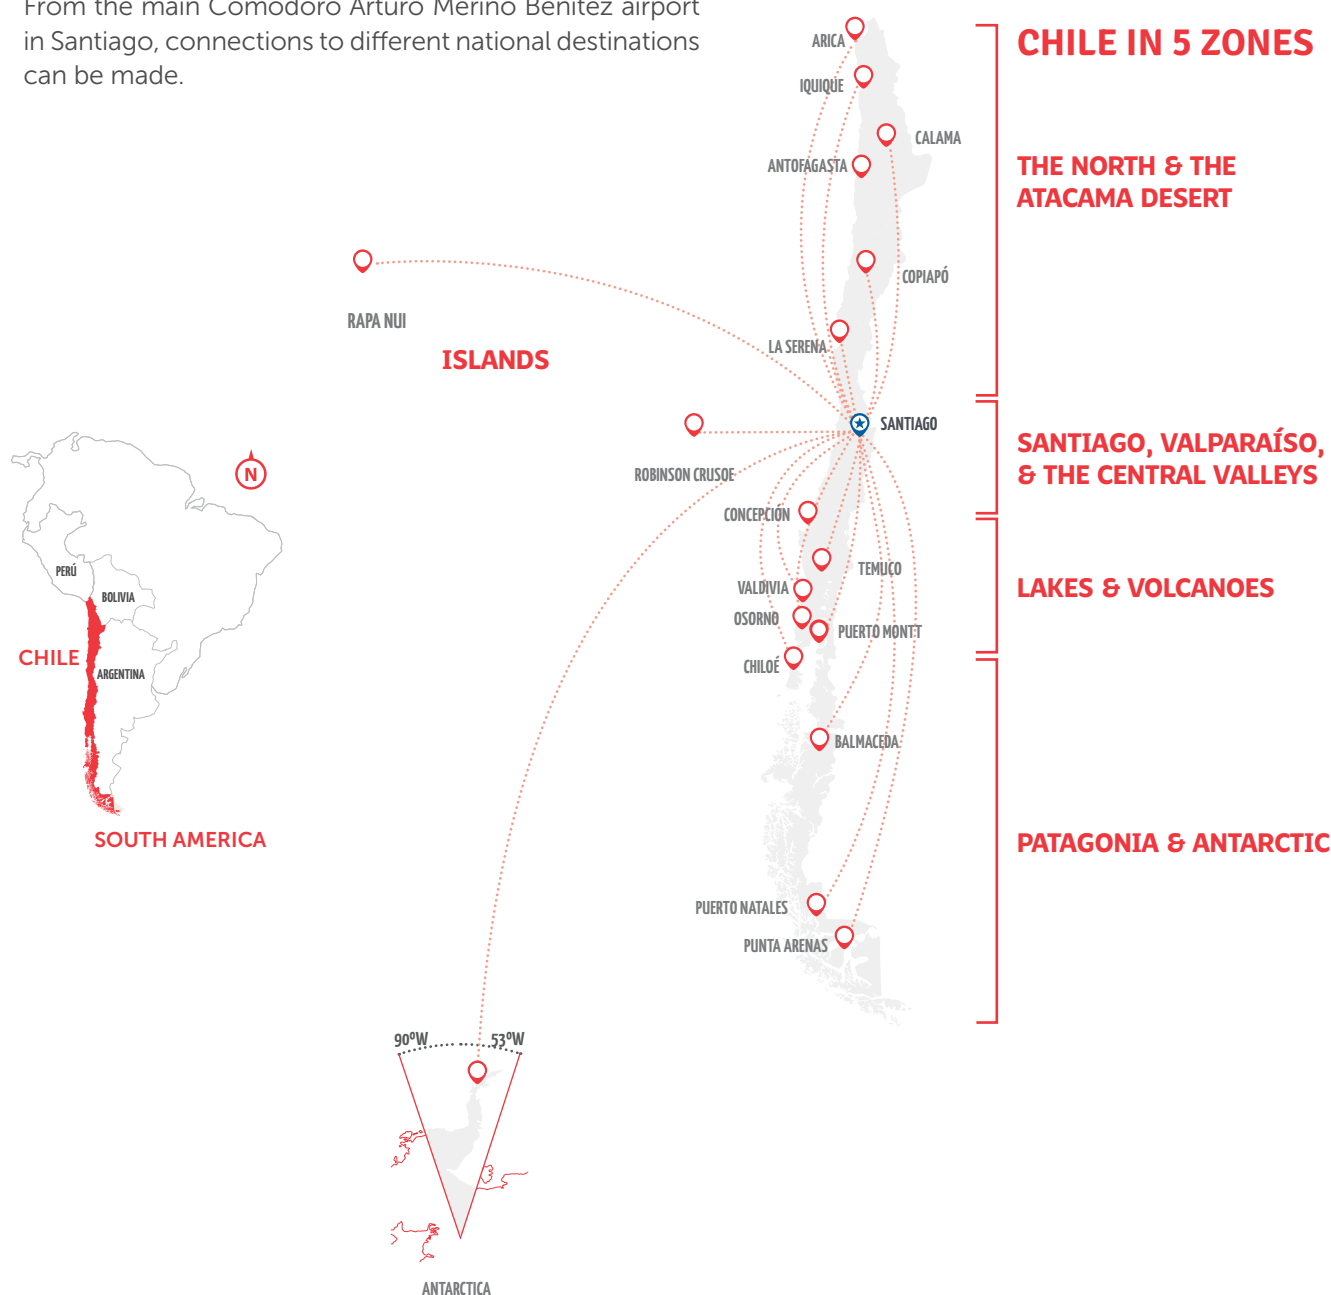 From the main Comodoro Arturo Merino Benítez airport
in Santiago, connections to different national destinations
can be made.
CHILE IN 5 ZONES
ARICA
IQUIQUE
CALAMA
ANTOFAGASTA
THE NORTH & THE
ATACAMA DESERT
COPIAPÓ
RAPA NUI
LA SERENA
ISLANDS
SANTIAGO
SANTIAGO, VALPARAÍSO,
& THE CENTRAL VALLEYS
ROBINSON CRUSOE
N
CONCEPCIÓN
TEMUCO
VALDIVIA
LAKES & VOLCANOES
OSORNO
PUERTO MONTT
CHILOÉ
PERÚ
BOLIVIA
CHILE
ARGENTINA
BALMACEDA
SOUTH AMERICA
PATAGONIA & ANTARCTIC
PUERTO NATALES
PUNTA ARENAS
90ºW
53ºW
ANTARCTICA